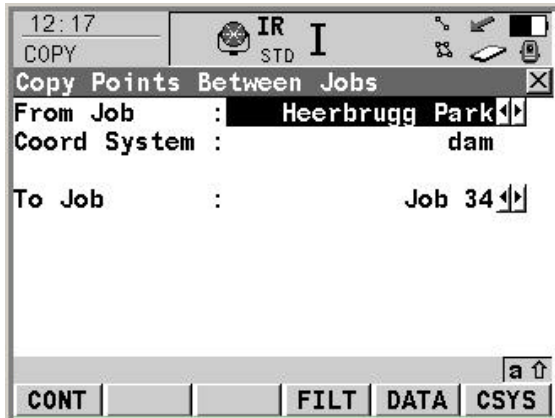 12:17
COPY
IR
STD
I
Copy Points Between Jobs
From Job : Heerbrugg Park
Coord System : dam
To Job : Job 34
a
CONT FILT DATA CSYS